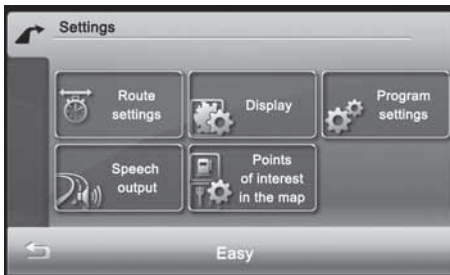 Settings
Route
settings
Display
Program
settings
Speech
output
Points
of interest
in the map
Easy